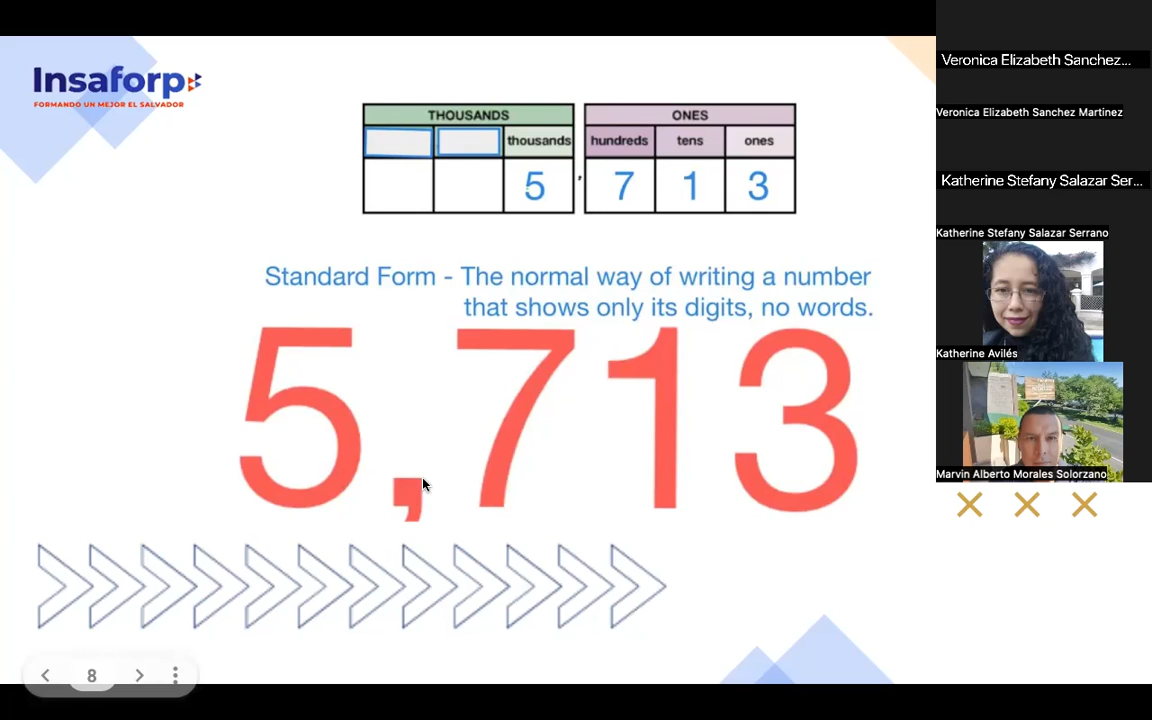 Insaforp
FORMANDO UN MEJOR EL SALVADOR
THOUSANDS
ONES
thousands
hundreds
tens
ones
5 , 7 1 3
Standard Form - The normal way of writing a number
that shows only its digits, no words.
5,713
8
Veronica Elizabeth Sanchez...
Veronica Elizabeth Sanchez Martinez
Katherine Stefany Salazar Ser...
Katherine Stefany Salazar Serrano
Katherine Avilés
Marvin Alberto Morales Solorzano